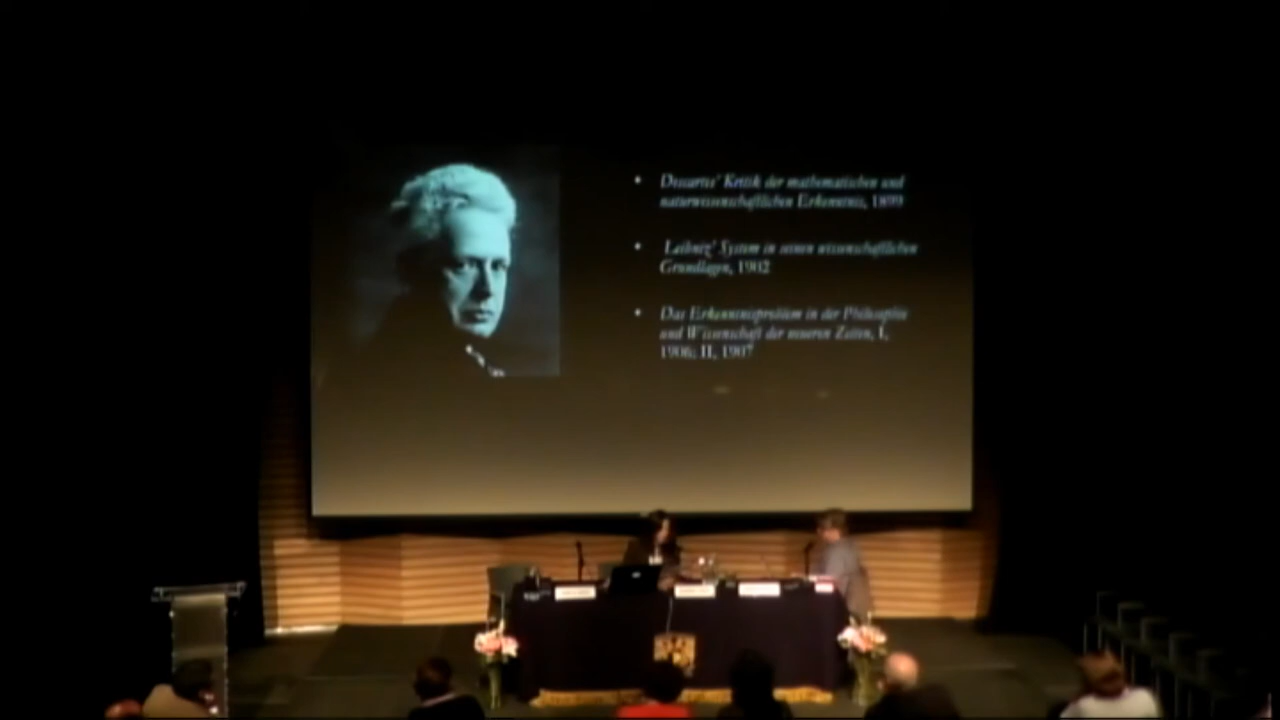 • Descartes' Kritik der mathematischen und
naturwissenschaftlichen Erkenntnis, 1899
• Leibniz' System in seinen wissenschaftlichen
Grundlagen, 1902
• Das Erkenntnisproblem in der Philosophie
und Wissenschaft der neueren Zeiten, I,
1906; II, 1907